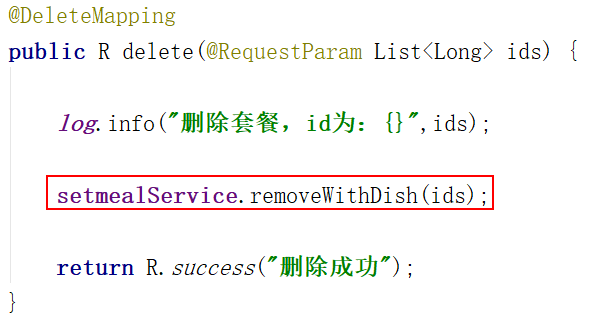 @DeleteMapping
public R delete(@RequestParam List<Long> ids) {
log.info("删除套餐，id为：{}",ids);
setmealService.removeWithDish(ids);
return R.success("删除成功");
}